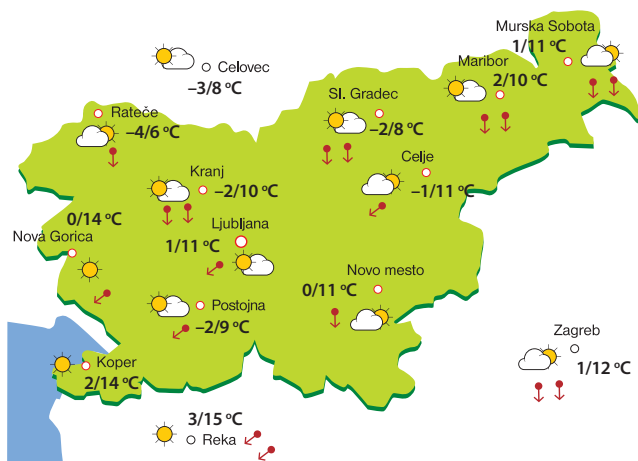 Murska Sobota
1/11 °C
Celovec
–3/8 °C
Maribor
2/10 °C
Sl. Gradec
–2/8 °C
Rateče
–4/6 °C
Celje
–1/11 °C
Kranj
–2/10 °C
0/14 °C
Nova Gorica
Ljubljana
1/11 °C
Novo mesto
0/11 °C
Postojna
–2/9 °C
Zagreb
1/12 °C
Koper
2/14 °C
3/15 °C
Reka